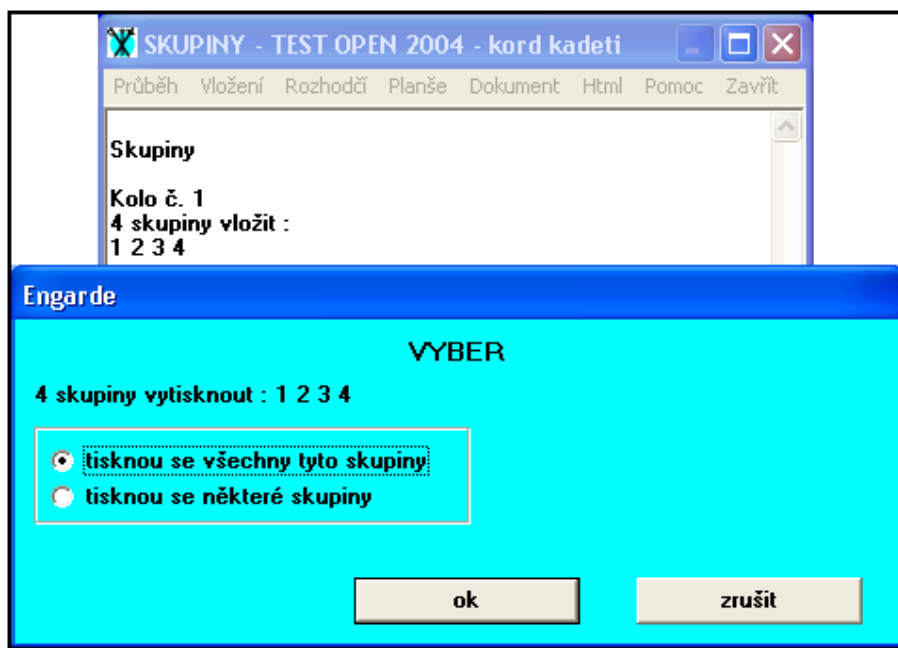 SKUPINY - TEST OPEN 2004 - kord kadeti
Průběh Vložení Rozhodčí Planše Dokument Html Pomoc Zavřít
Skupiny
Kolo č. 1
4 skupiny vložit :
1 2 3 4
Engarde
VYBER
4 skupiny vytisknout : 1 2 3 4
tisknou se všechny tyto skupiny
tisknou se některé skupiny
ok zrušit